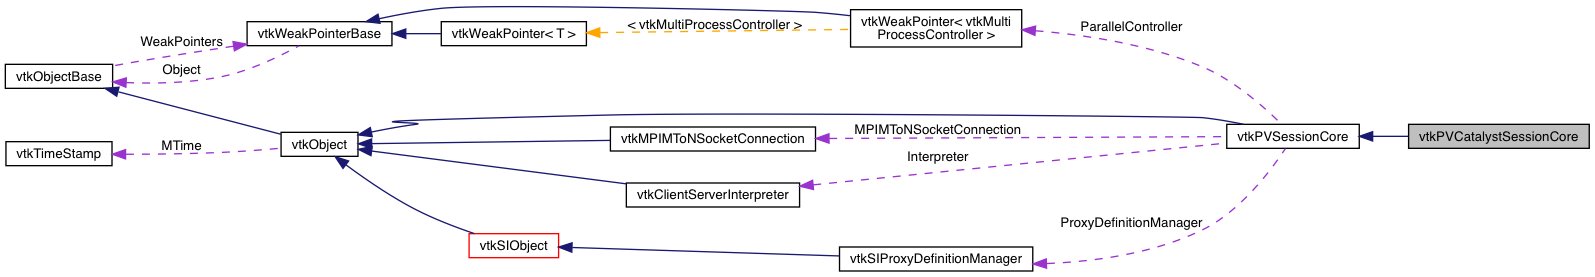 vtkWeakPointerBase
vtkWeakPointer< T >
< vtkMultiProcessController >
vtkWeakPointer< vtkMulti
ProcessController >
ParallelController
WeakPointers
Object
vtkObjectBase
vtkTimeStamp
MTime
vtkObject
vtkMPIMToNSocketConnection
MPIMToNSocketConnection
vtkPVSessionCore
vtkPVCatalystSessionCore
Interpreter
vtkClientServerInterpreter
ProxyDefinitionManager
vtkSIObject
vtkSIProxyDefinitionManager